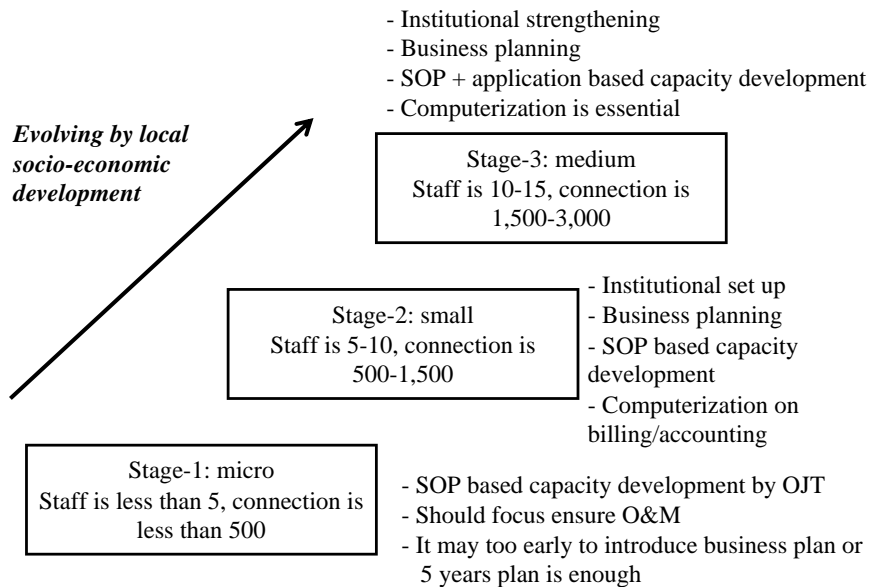 - Institutional strengthening
- Business planning
- SOP + application based capacity development
- Computerization is essential
Evolving by local
socio-economic
development
Stage-3: medium
Staff is 10-15, connection is
1,500-3,000
Stage-2: small
Staff is 5-10, connection is
500-1,500
- Institutional set up
- Business planning
- SOP based capacity
development
- Computerization on
billing/accounting
Stage-1: micro
Staff is less than 5, connection is
less than 500
- SOP based capacity development by OJT
- Should focus ensure O&M
- It may too early to introduce business plan or
5 years plan is enough